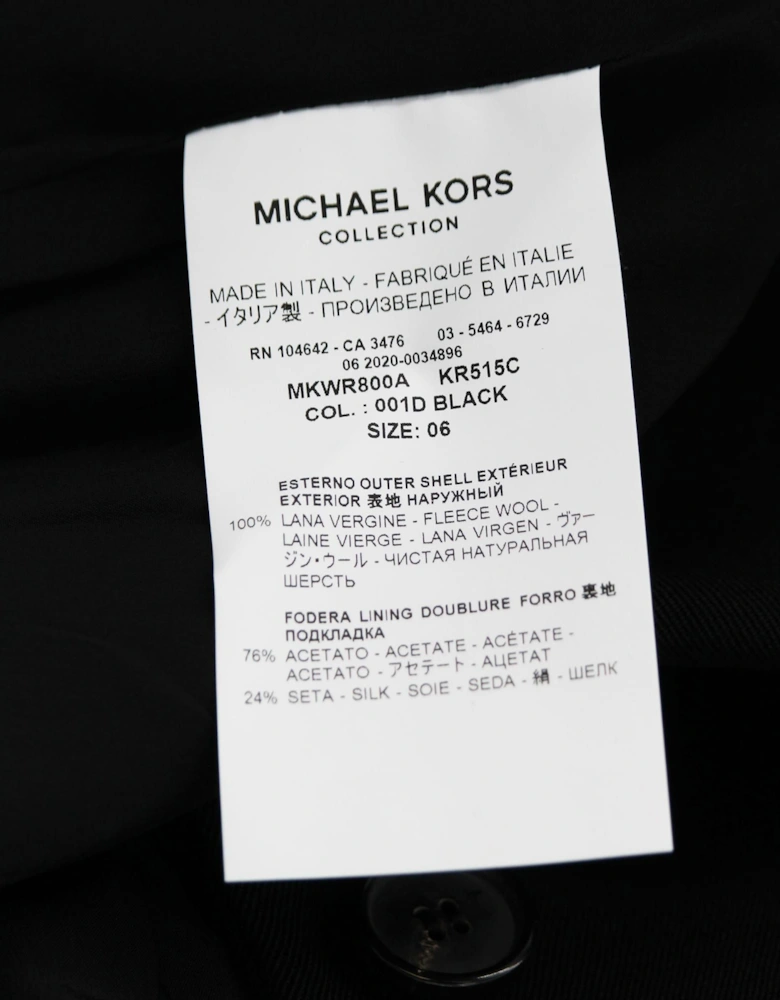 MICHAEL KORS
COLLECTION
MADE IN ITALY - FABRIQUÉ EN ITALIE
- イタリア製 - ПРОИЗВЕДЕНО В ИТАЛИИ
RN 104642 - CA 3476 03 - 5464 - 6729
06 2020-0034896
MKWR800A KR515C
COL. : 001D BLACK
SIZE: 06
ESTERNO OUTER SHELL EXTÉRIEUR
EXTERIOR 表地 НАРУЖНЫЙ
100% LANA VERGINE - FLEECE WOOL -
LAINE VIERGE - LANA VIRGEN - ヴァー
ジン・ウール - ЧИСТАЯ НАТУРАЛЬНАЯ
ШЕРСТЬ
FODERA LINING DOUBLURE FORRO 裏地
ПОДКЛАДКА
76% ACETATO - ACETATE - ACÉTATE -
ACETATO - アセテート - АЦЕТАТ
24% SETA - SILK - SOIE - SEDA - 絹 - ШЕЛК